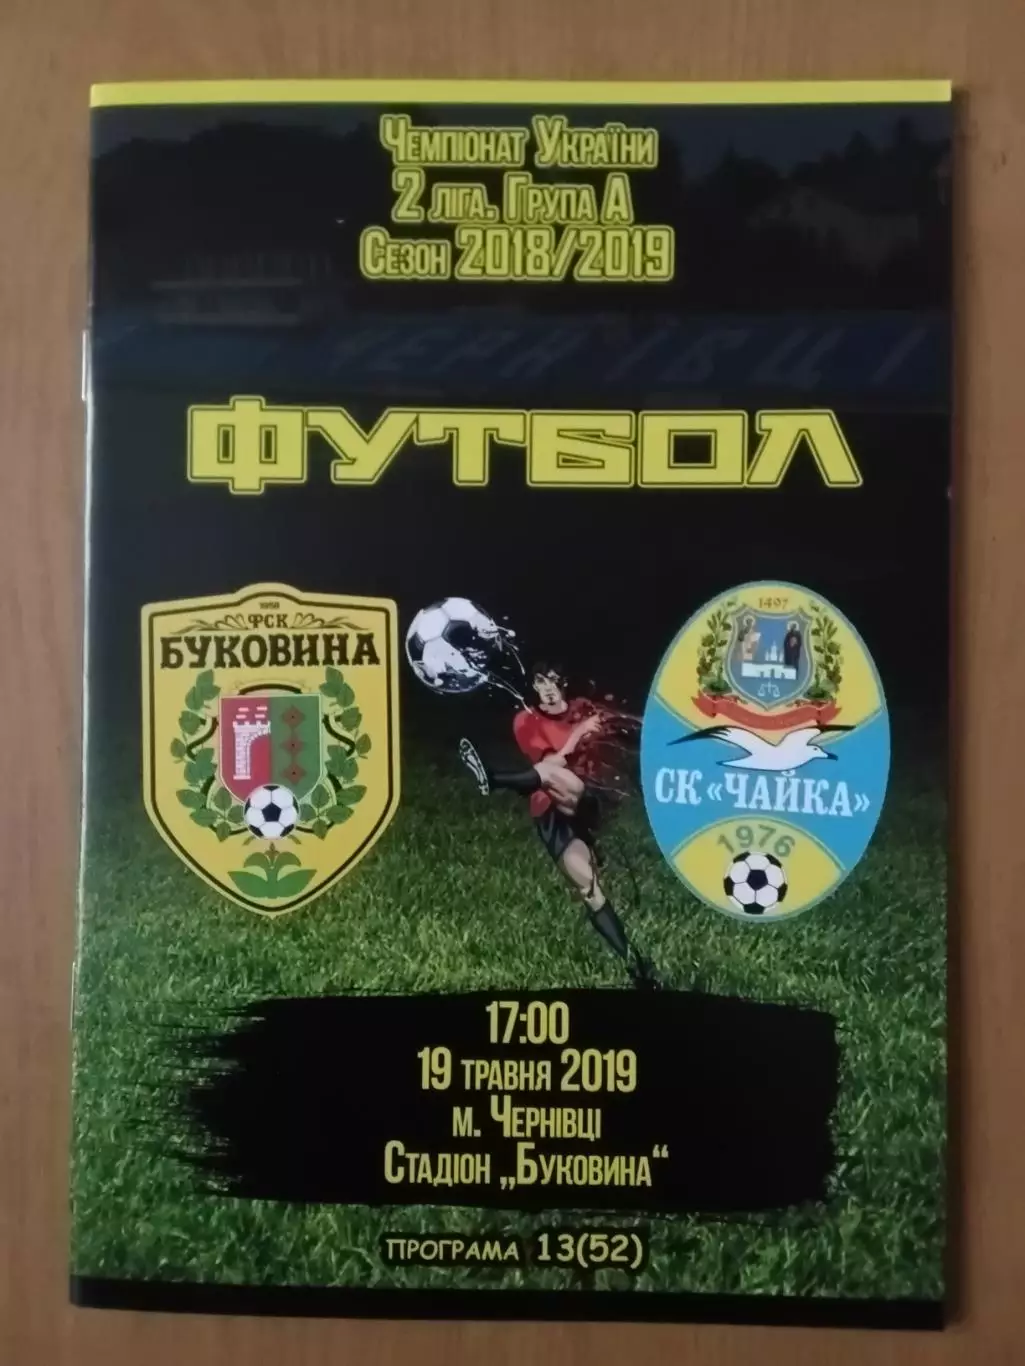 Чемпіонат України
2 ліга. Група А
Сезон 2018/2019
ЧЕРНІВЦІ
ФУТБОЛ
1958
ФСК
БУКОВИНА
1497
СК «ЧАЙКА»
1976
17:00
19 травня 2019
м. Чернівці
Стадіон „Буковина“
ПРОГРАМА 13(52)